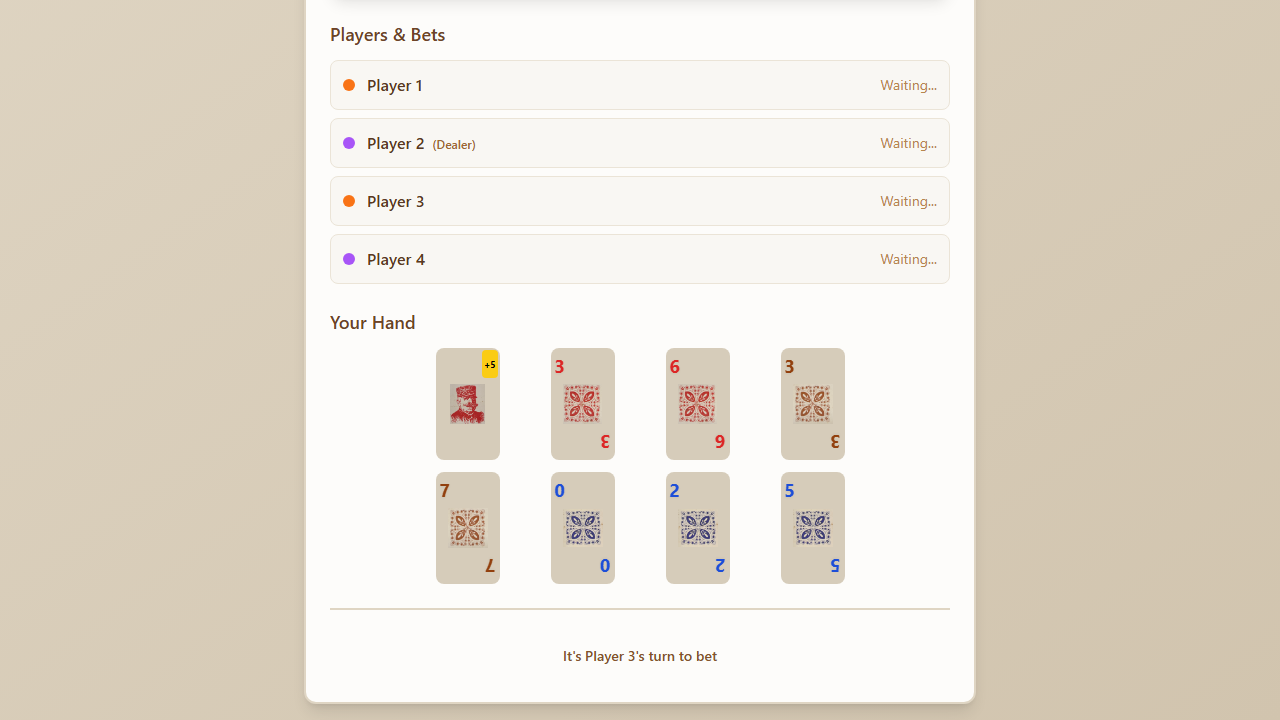 Players & Bets
Player 1 Waiting...
Player 2 (Dealer) Waiting...
Player 3 Waiting...
Player 4 Waiting...
Your Hand
+5
3
3
6
6
3
3
7
7
0
0
2
2
5
5
It's Player 3's turn to bet